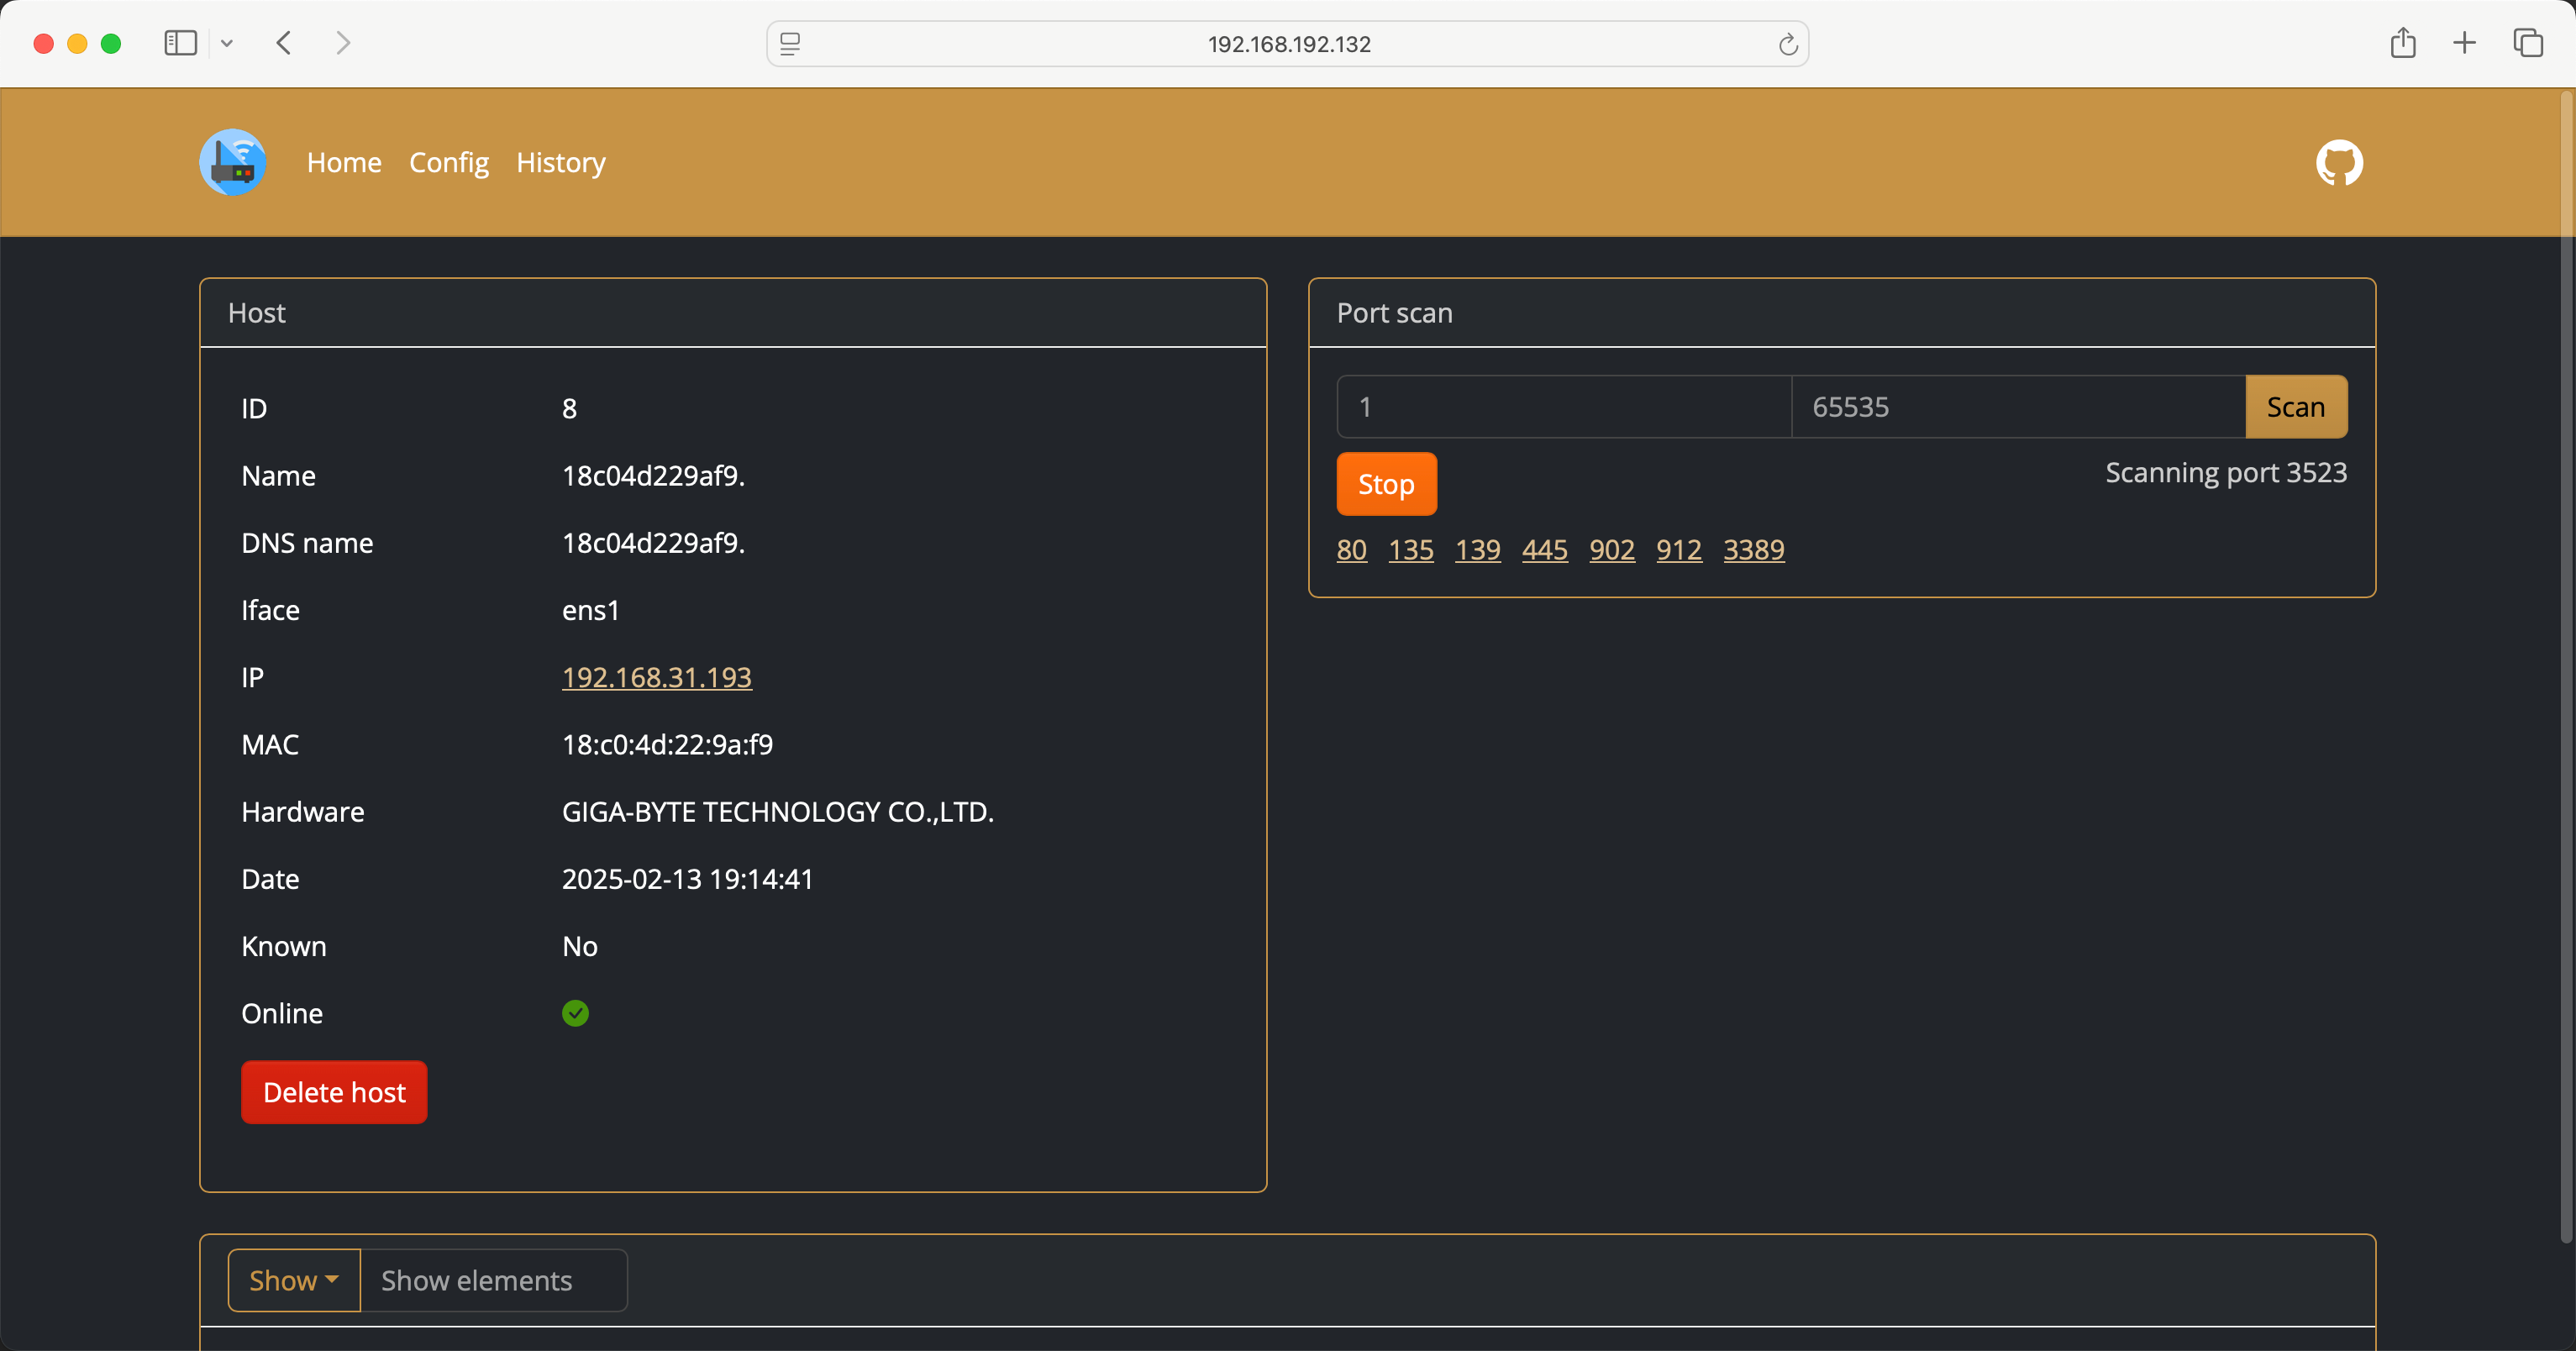 192.168.192.132
Home Config History
Host
ID 8
Name 18c04d229af9.
DNS name 18c04d229af9.
Iface ens1
IP 192.168.31.193
MAC 18:c0:4d:22:9a:f9
Hardware GIGA-BYTE TECHNOLOGY CO.,LTD.
Date 2025-02-13 19:14:41
Known No
Online
Delete host
Port scan
1 65535 Scan
Stop Scanning port 3523
80 135 139 445 902 912 3389
Show Show elements